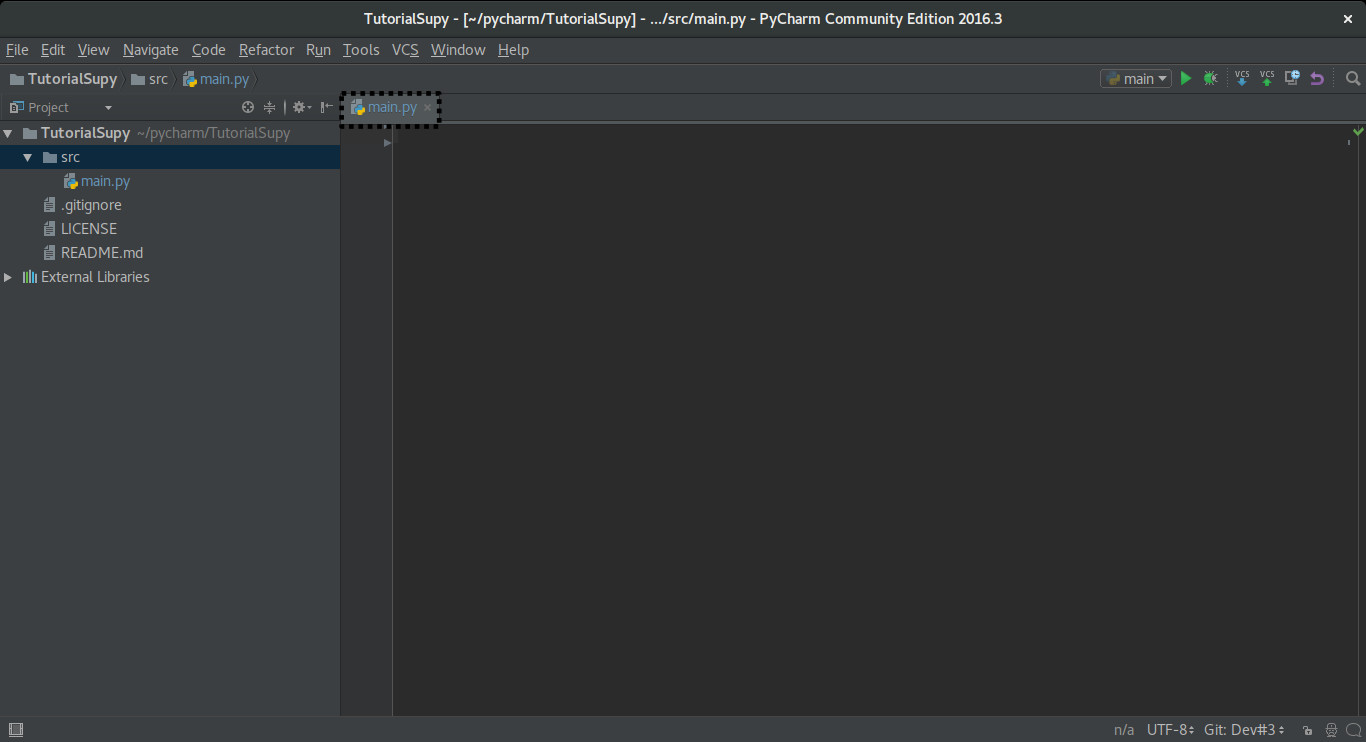 TutorialSupy - [~/pycharm/TutorialSupy] - .../src/main.py - PyCharm Community Edition 2016.3
File Edit View Navigate Code Refactor Run Tools VCS Window Help
TutorialSupy src main.py main VCS VCS
Project main.py
TutorialSupy ~/pycharm/TutorialSupy
src
main.py
.gitignore
LICENSE
README.md
External Libraries
n/a UTF-8 Git: Dev#3